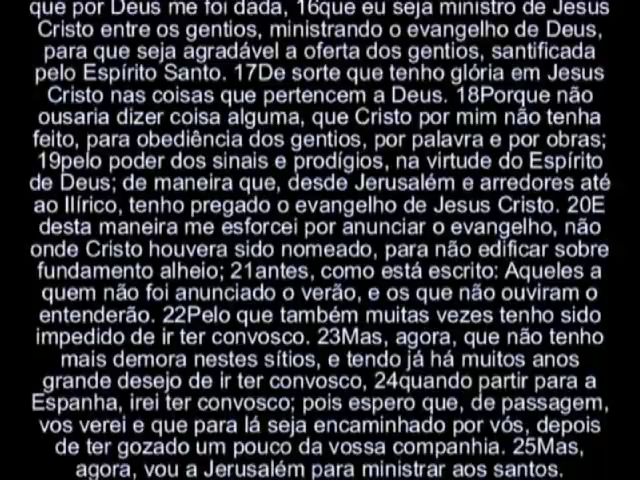 que por Deus me foi dada, 16que eu seja ministro de Jesus
Cristo entre os gentios, ministrando o evangelho de Deus,
para que seja agradável a oferta dos gentios, santificada
pelo Espírito Santo. 17De sorte que tenho glória em Jesus
Cristo nas coisas que pertencem a Deus. 18Porque não
ousaria dizer coisa alguma, que Cristo por mim não tenha
feito, para obediência dos gentios, por palavra e por obras;
19pelo poder dos sinais e prodígios, na virtude do Espírito
de Deus; de maneira que, desde Jerusalém e arredores até
ao Ilírico, tenho pregado o evangelho de Jesus Cristo. 20E
desta maneira me esforcei por anunciar o evangelho, não
onde Cristo houvera sido nomeado, para não edificar sobre
fundamento alheio; 21antes, como está escrito: Aqueles a
quem não foi anunciado o verão, e os que não ouviram o
entenderão. 22Pelo que também muitas vezes tenho sido
impedido de ir ter convosco. 23Mas, agora, que não tenho
mais demora nestes sítios, e tendo já há muitos anos
grande desejo de ir ter convosco, 24quando partir para a
Espanha, irei ter convosco; pois espero que, de passagem,
vos verei e que para lá seja encaminhado por vós, depois
de ter gozado um pouco da vossa companhia. 25Mas,
agora, vou a Jerusalém para ministrar aos santos.